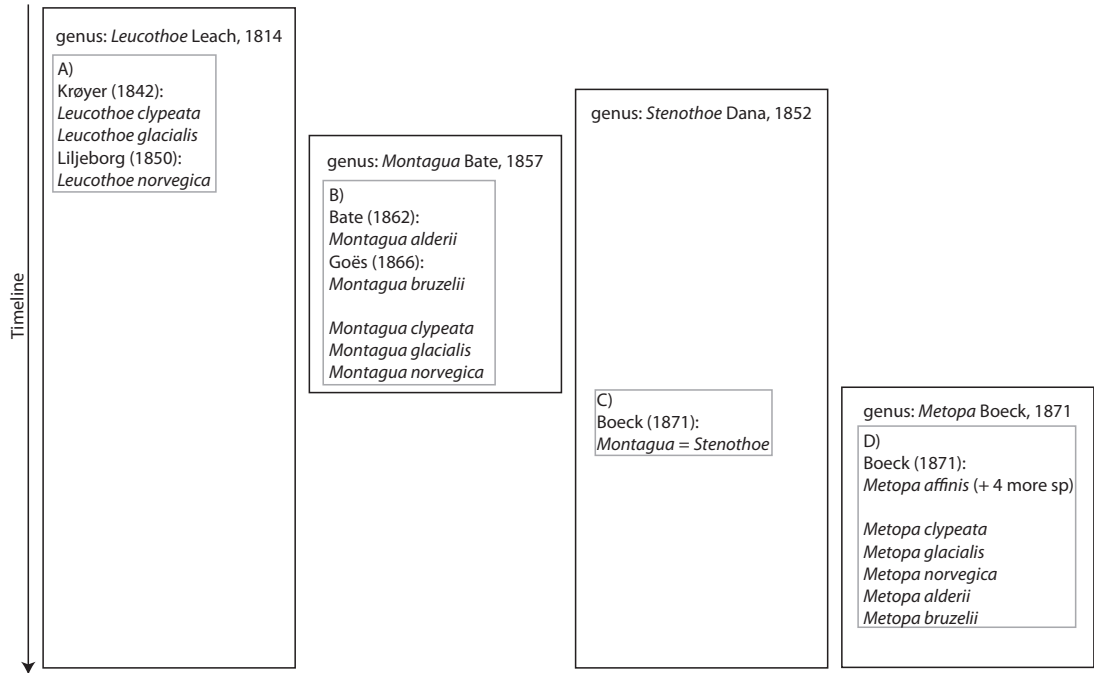 Timeline
genus: Leucothoe Leach, 1814
A)
Krøyer (1842):
Leucothoe clypeata
Leucothoe glacialis
Liljeborg (1850):
Leucothoe norvegica
genus: Montagua Bate, 1857
B)
Bate (1862):
Montagua alderii
Goës (1866):
Montagua bruzelii
Montagua clypeata
Montagua glacialis
Montagua norvegica
genus: Stenothoe Dana, 1852
C)
Boeck (1871):
Montagua = Stenothoe
genus: Metopa Boeck, 1871
D)
Boeck (1871):
Metopa affinis (+ 4 more sp)
Metopa clypeata
Metopa glacialis
Metopa norvegica
Metopa alderii
Metopa bruzelii